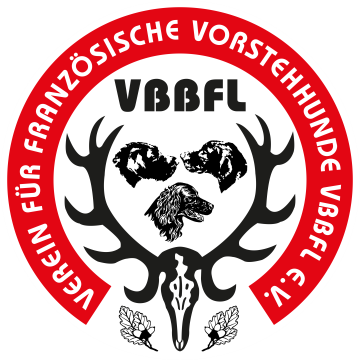 VEREIN FÜR FRANZÖSISCHE VORSTEHHUNDE VBBFL E.V.
VBBFL